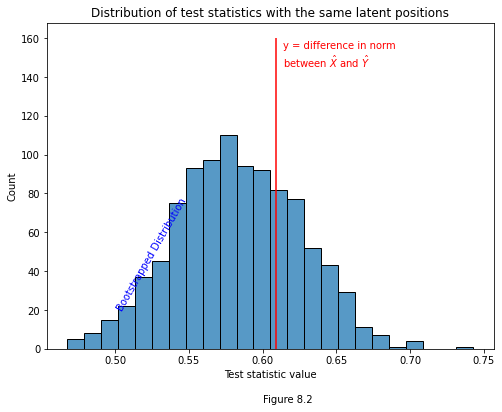 Distribution of test statistics with the same latent positions
160
140
120
100
80
60
40
20
0
Count
y = difference in norm
between X̂ and Ŷ
Bootstrapped Distribution
0.50 0.55 0.60 0.65 0.70 0.75
Test statistic value
Figure 8.2